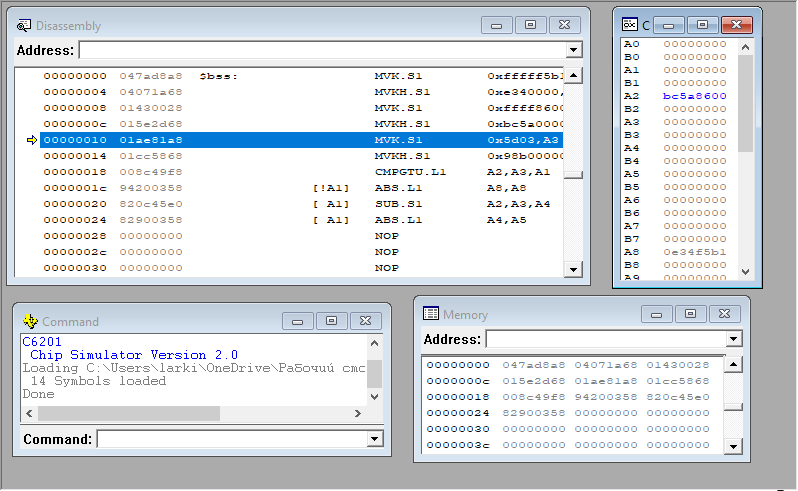 Disassembly
Address:
00000000 047ad8a8 $bss: MVK.S1 0xfffff5b1
00000004 04071a68 MVKH.S1 0xe340000,
00000008 01430028 MVK.S1 0xffff8600
0000000c 015e2d68 MVKH.S1 0xbc5a0000
00000010 01ae81a8 MVK.S1 0x5d03,A3
00000014 01cc5868 MVKH.S1 0x98b00000
00000018 008c49f8 CMPGTU.L1 A2,A3,A1
0000001c 94200358 [!A1] ABS.L1 A8,A8
00000020 820c45e0 [ A1] SUB.S1 A2,A3,A4
00000024 82900358 [ A1] ABS.L1 A4,A5
00000028 00000000 NOP
0000002c 00000000 NOP
00000030 00000000 NOP
C
A0 00000000
B0 00000000
A1 00000000
B1 00000000
A2 bc5a8600
B2 00000000
A3 00000000
B3 00000000
A4 00000000
B4 00000000
A5 00000000
B5 00000000
A6 00000000
B6 00000000
A7 00000000
B7 00000000
A8 0e34f5b1
B8 00000000
A9 00000000
Command
C6201
Chip Simulator Version 2.0
Loading C:\Users\larki\OneDrive\Рабочий стс
14 Symbols loaded
Done
Command:
Memory
Address:
00000000 047ad8a8 04071a68 01430028
0000000c 015e2d68 01ae81a8 01cc5868
00000018 008c49f8 94200358 820c45e0
00000024 82900358 00000000 00000000
00000030 00000000 00000000 00000000
0000003c 00000000 00000000 00000000